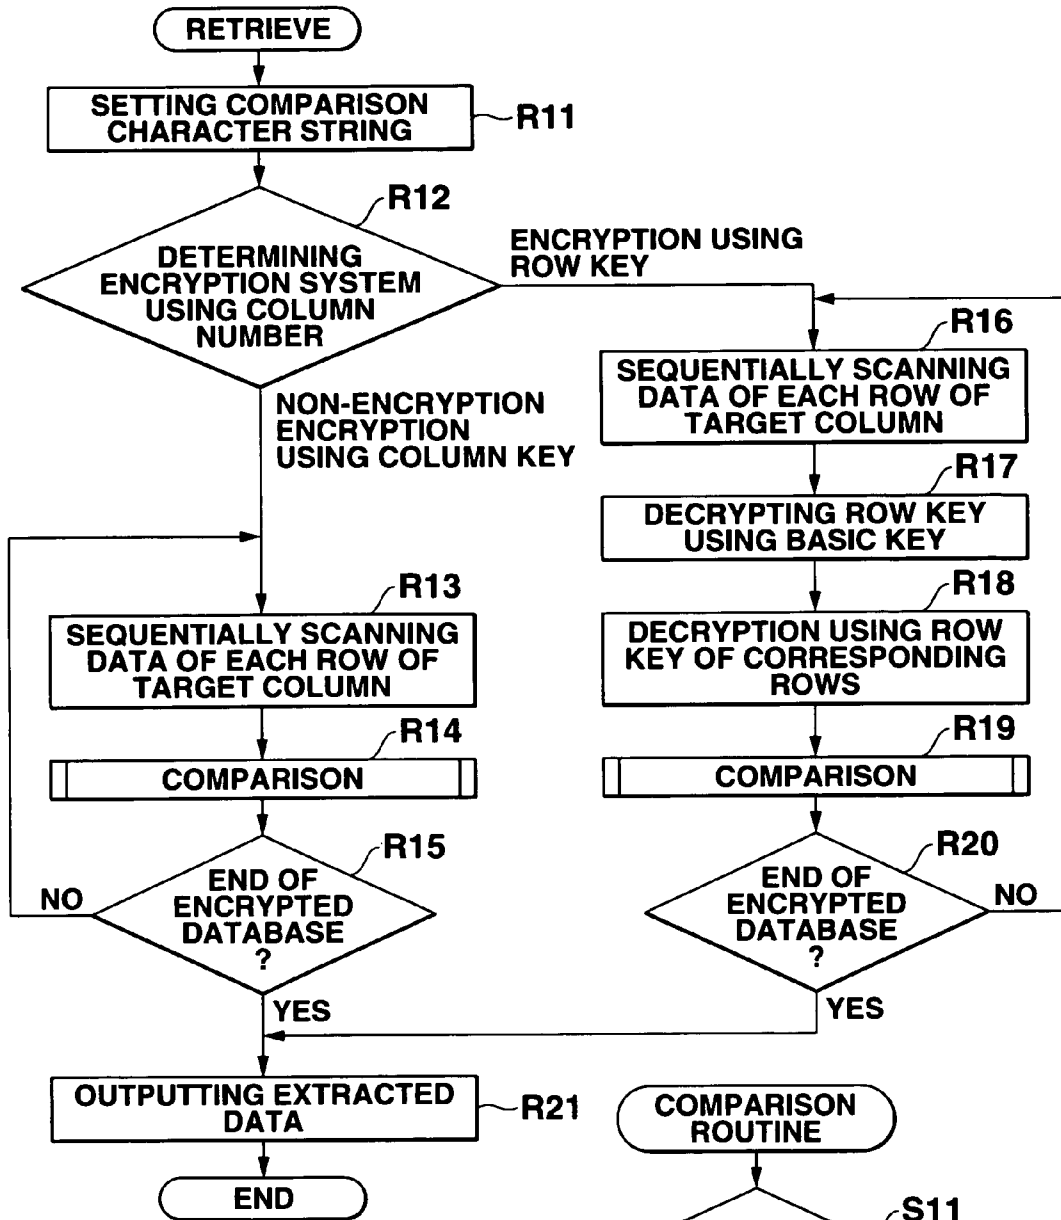 RETRIEVE
SETTING COMPARISON
CHARACTER STRING
R11
R12
DETERMINING
ENCRYPTION SYSTEM
USING COLUMN
NUMBER
ENCRYPTION USING
ROW KEY
NON-ENCRYPTION
ENCRYPTION
USING COLUMN KEY
R13
SEQUENTIALLY SCANNING
DATA OF EACH ROW OF
TARGET COLUMN
R14
COMPARISON
R15
END OF
ENCRYPTED
DATABASE
?
NO
YES
R16
SEQUENTIALLY SCANNING
DATA OF EACH ROW OF
TARGET COLUMN
R17
DECRYPTING ROW KEY
USING BASIC KEY
R18
DECRYPTION USING ROW
KEY OF CORRESPONDING
ROWS
R19
COMPARISON
R20
END OF
ENCRYPTED
DATABASE
?
NO
YES
OUTPUTTING EXTRACTED
DATA
R21
END
COMPARISON
ROUTINE
S11